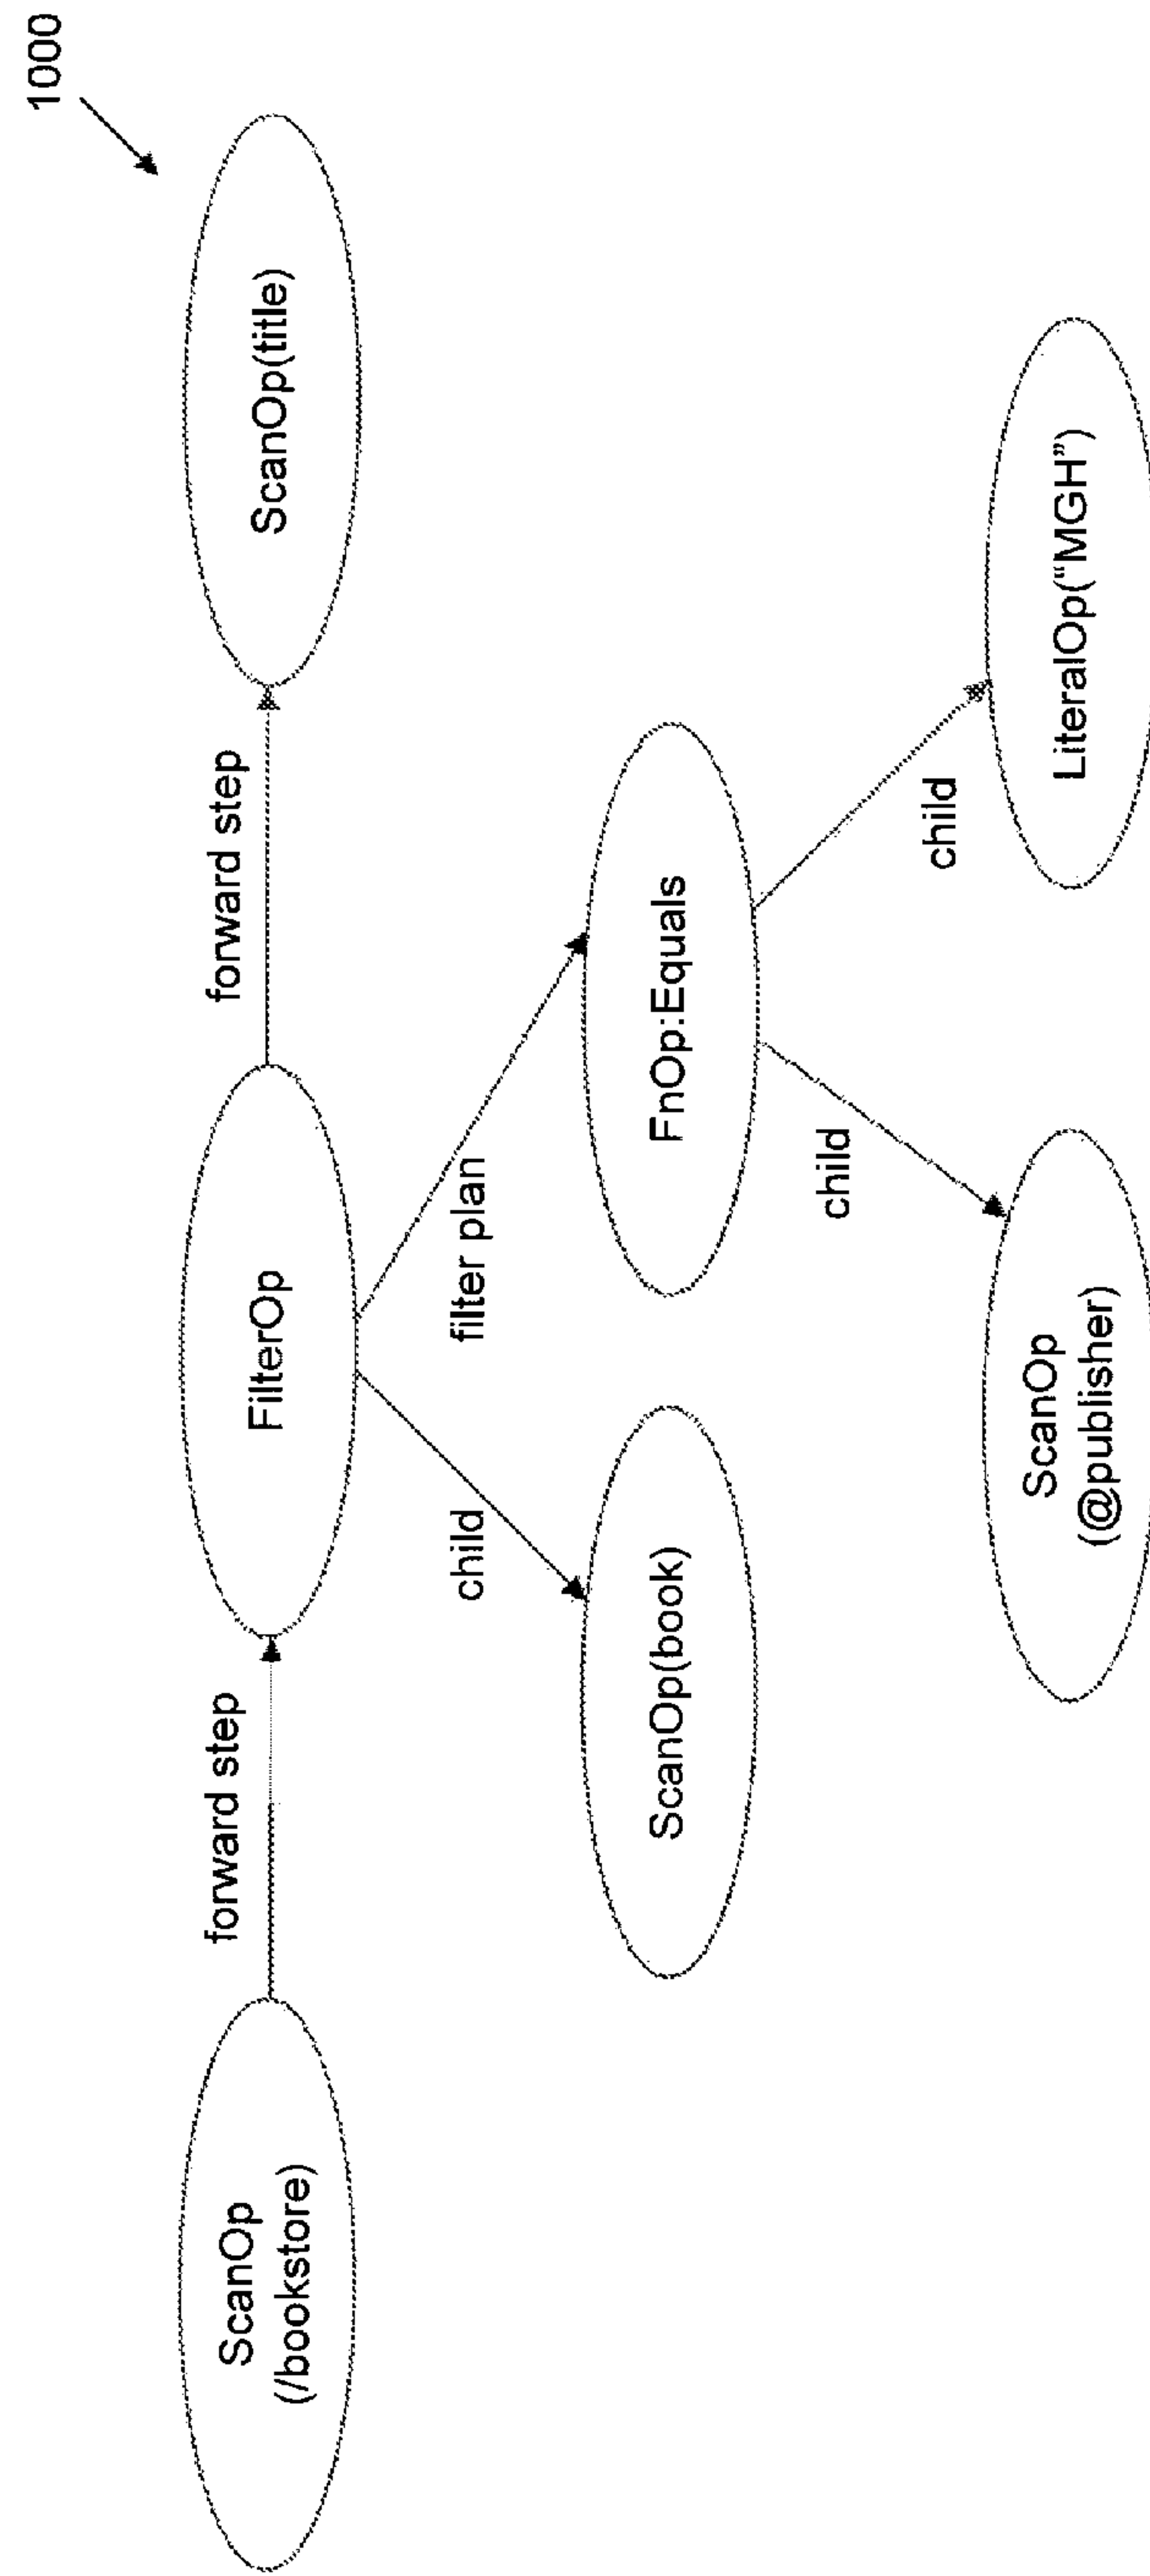 1000
ScanOp
(/bookstore)
forward step
FilterOp
forward step
ScanOp(title)
child
filter plan
ScanOp(book)
FnOp:Equals
child
child
ScanOp
(@publisher)
LiteralOp(“MGH”)